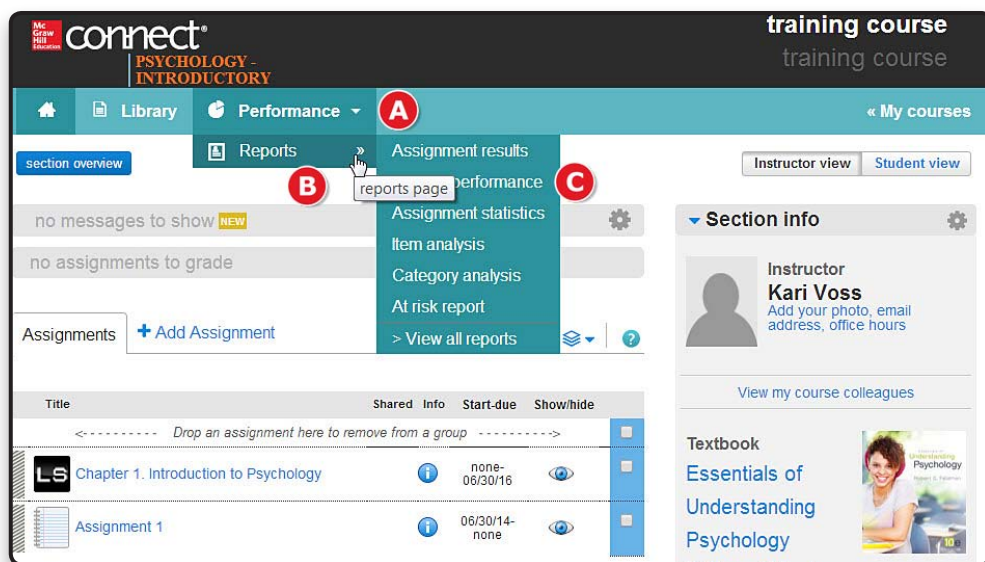 Mc
Graw
Hill
Education
connect®
PSYCHOLOGY -
INTRODUCTORY
training course
training course
Library
Performance
A
« My courses
section overview
Reports »
B
reports page
Assignment results
performance
C
Assignment statistics
Item analysis
Category analysis
At risk report
> View all reports
Instructor view
Student view
no messages to show NEW
no assignments to grade
Assignments
+ Add Assignment
?
Title Shared Info Start-due Show/hide
<---------- Drop an assignment here to remove from a group ---------->
LS Chapter 1. Introduction to Psychology i none-
06/30/16
Assignment 1 i 06/30/14-
none
Section info
Instructor
Kari Voss
Add your photo, email
address, office hours
View my course colleagues
Textbook
Essentials of
Understanding
Psychology
Understanding
Psychology
10e